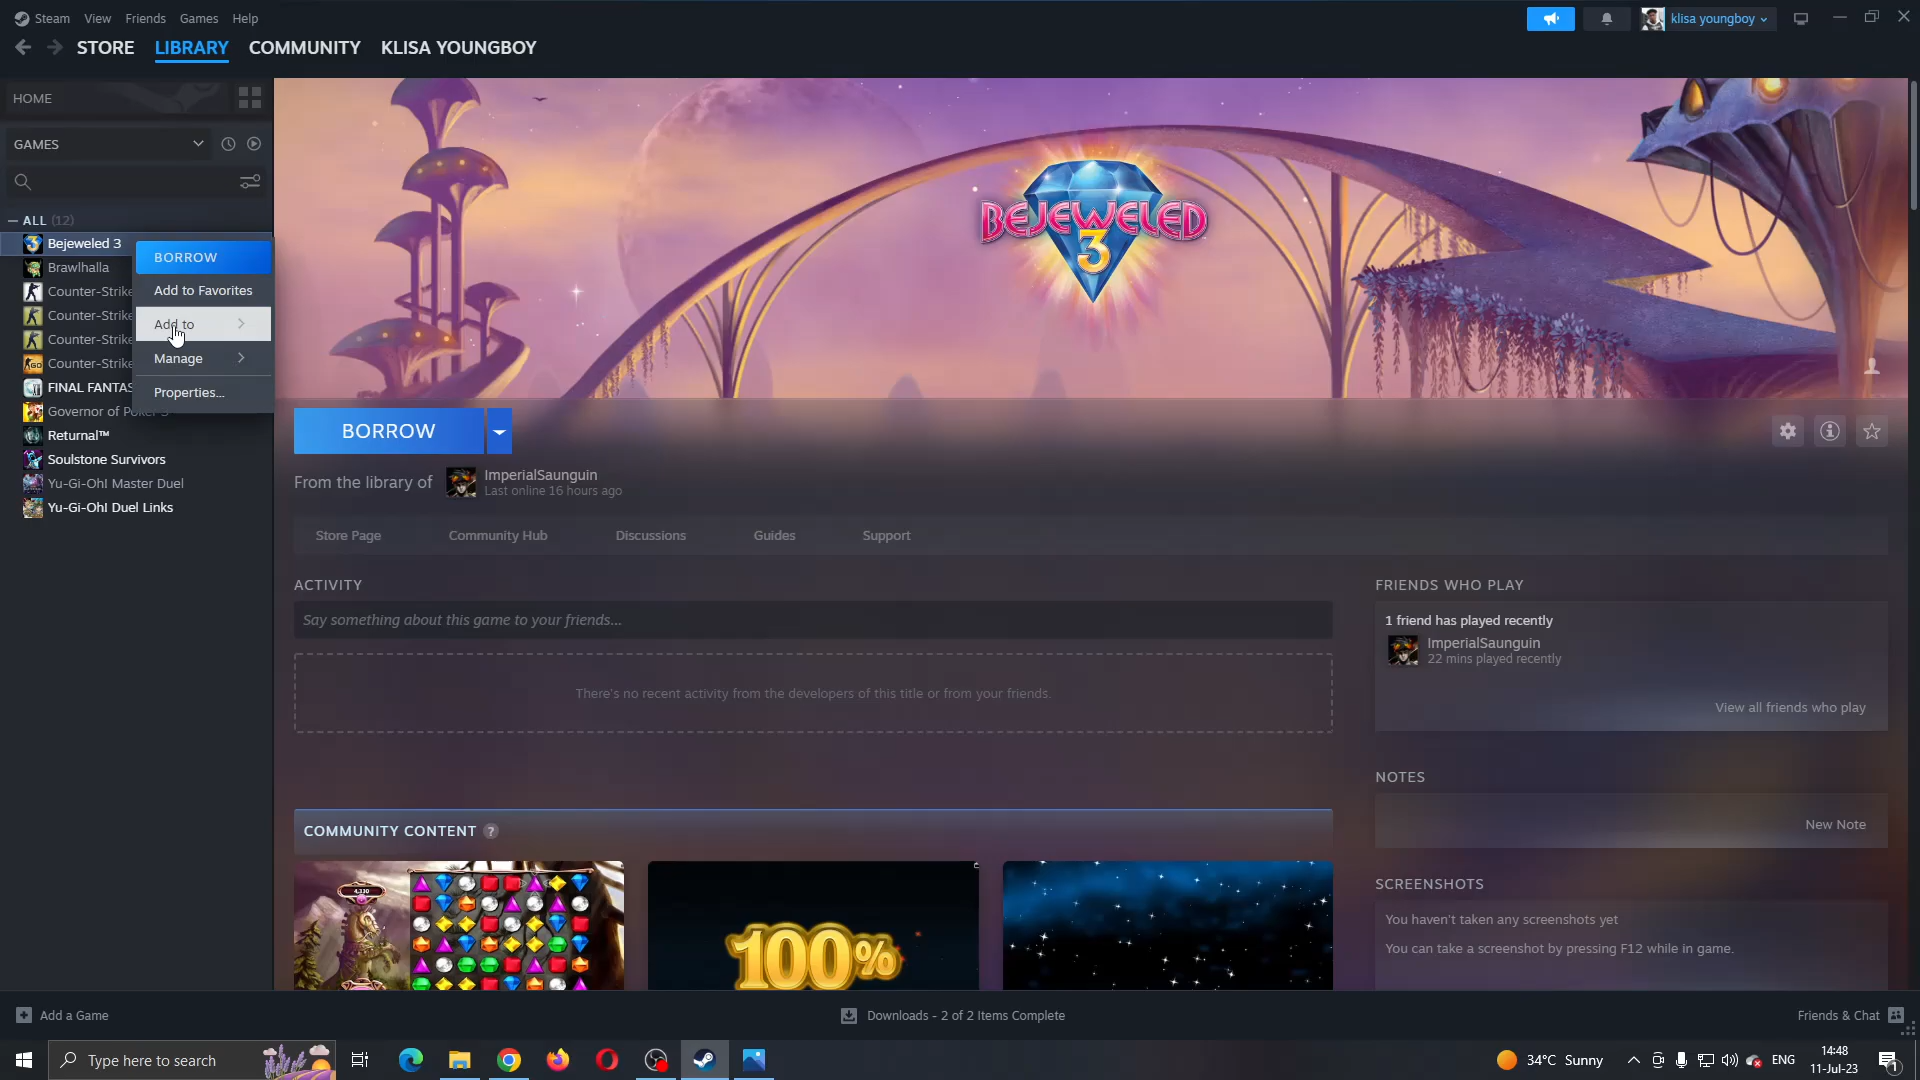 Steam View Friends Games Help
klisa youngboy
STORE LIBRARY COMMUNITY KLISA YOUNGBOY
HOME
GAMES
ALL (12)
Bejeweled 3
Brawlhalla
Counter-Strike
Counter-Strike
Counter-Strike
Counter-Strike
FINAL FANTAS
Governor of Poker 3
Returnal™
Soulstone Survivors
Yu-Gi-Oh! Master Duel
Yu-Gi-Oh! Duel Links
BORROW
Add to Favorites
Add to
Manage
Properties...
BEJEWELED
3
BORROW
From the library of
ImperialSaunguin
Last online 16 hours ago
Store Page Community Hub Discussions Guides Support
ACTIVITY
Say something about this game to your friends...
There's no recent activity from the developers of this title or from your friends.
FRIENDS WHO PLAY
1 friend has played recently
ImperialSaunguin
22 mins played recently
View all friends who play
NOTES
New Note
COMMUNITY CONTENT ?
4,330
100%
SCREENSHOTS
You haven't taken any screenshots yet
You can take a screenshot by pressing F12 while in game.
Add a Game
Downloads - 2 of 2 Items Complete
Friends & Chat
Type here to search
34°C Sunny
ENG
14:48
11-Jul-23
1